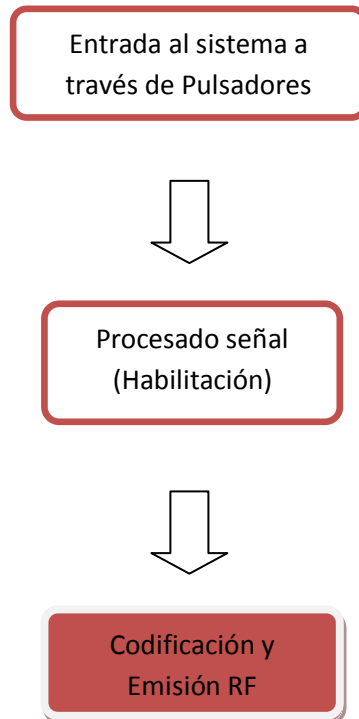 Entrada al sistema a
través de Pulsadores
Procesado señal
(Habilitación)
Codificación y
Emisión RF